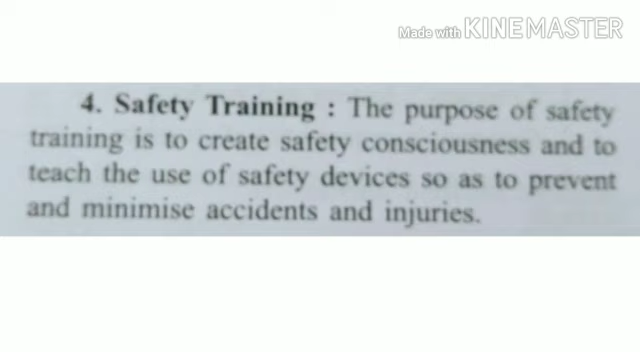 Made with KINEMASTER
4. Safety Training : The purpose of safety
training is to create safety consciousness and to
teach the use of safety devices so as to prevent
and minimise accidents and injuries.